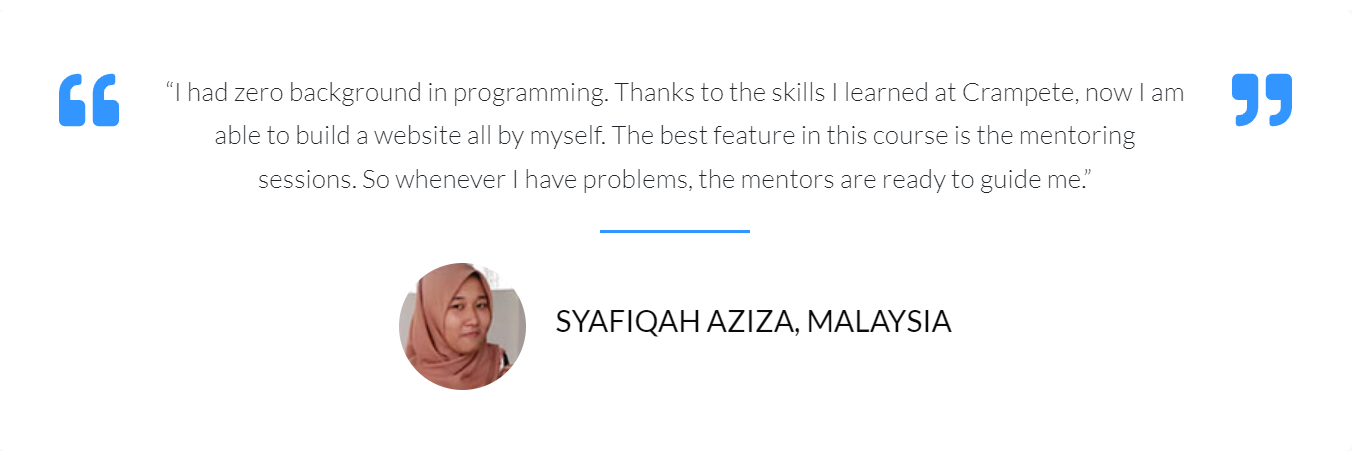 “I had zero background in programming. Thanks to the skills I learned at Crampete, now I am
able to build a website all by myself. The best feature in this course is the mentoring
sessions. So whenever I have problems, the mentors are ready to guide me.”
SYAFIQAH AZIZA, MALAYSIA